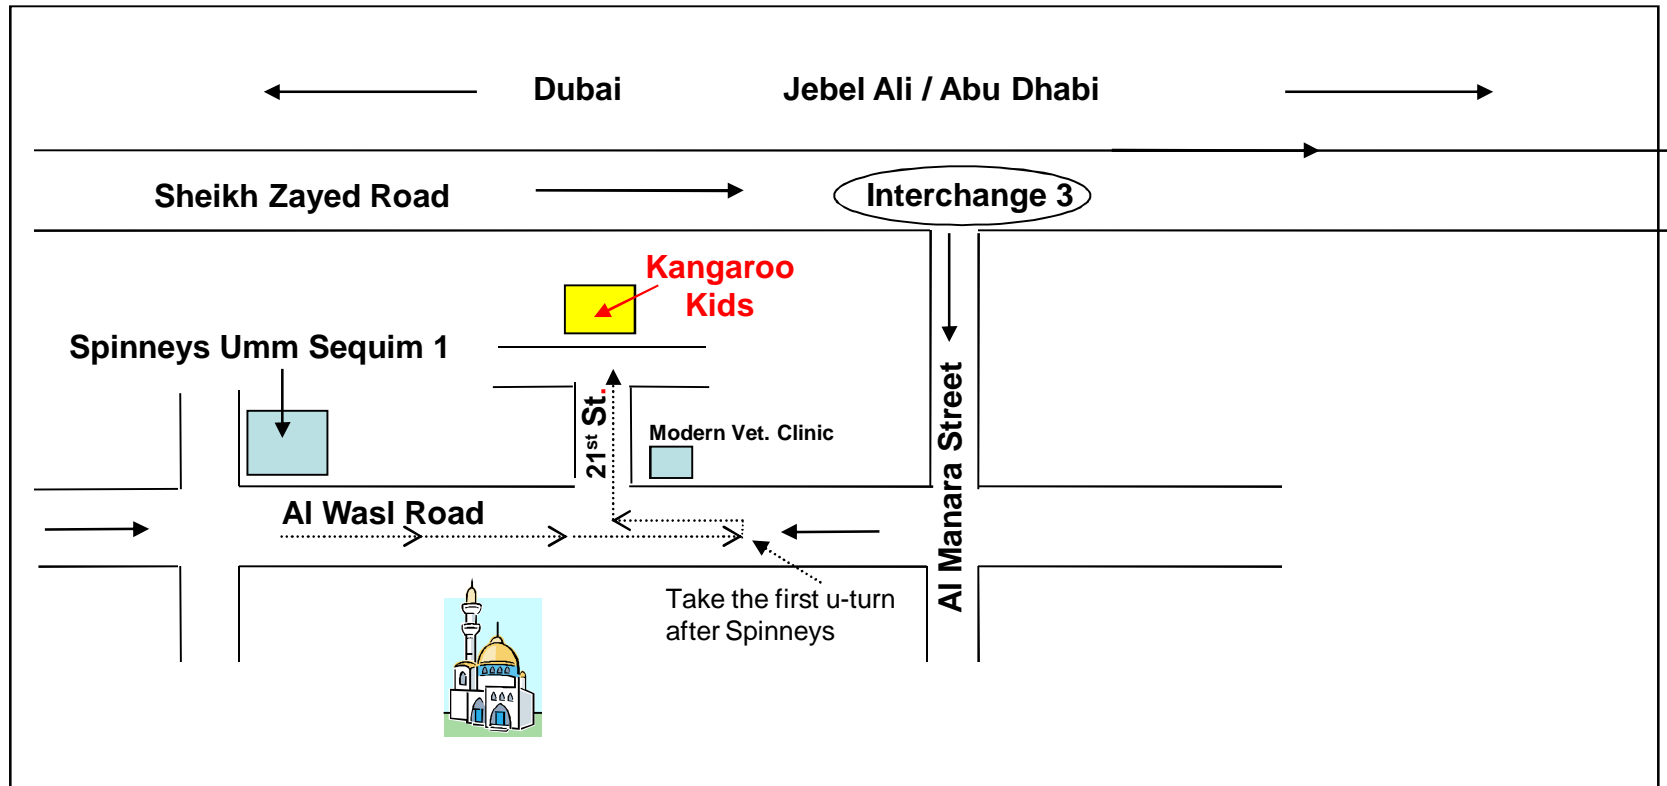 Dubai
Jebel Ali / Abu Dhabi
Sheikh Zayed Road
Interchange 3
Kangaroo
Kids
Spinneys Umm Sequim 1
21st St.
Modern Vet. Clinic
Al Manara Street
Al Wasl Road
Take the first u-turn
after Spinneys